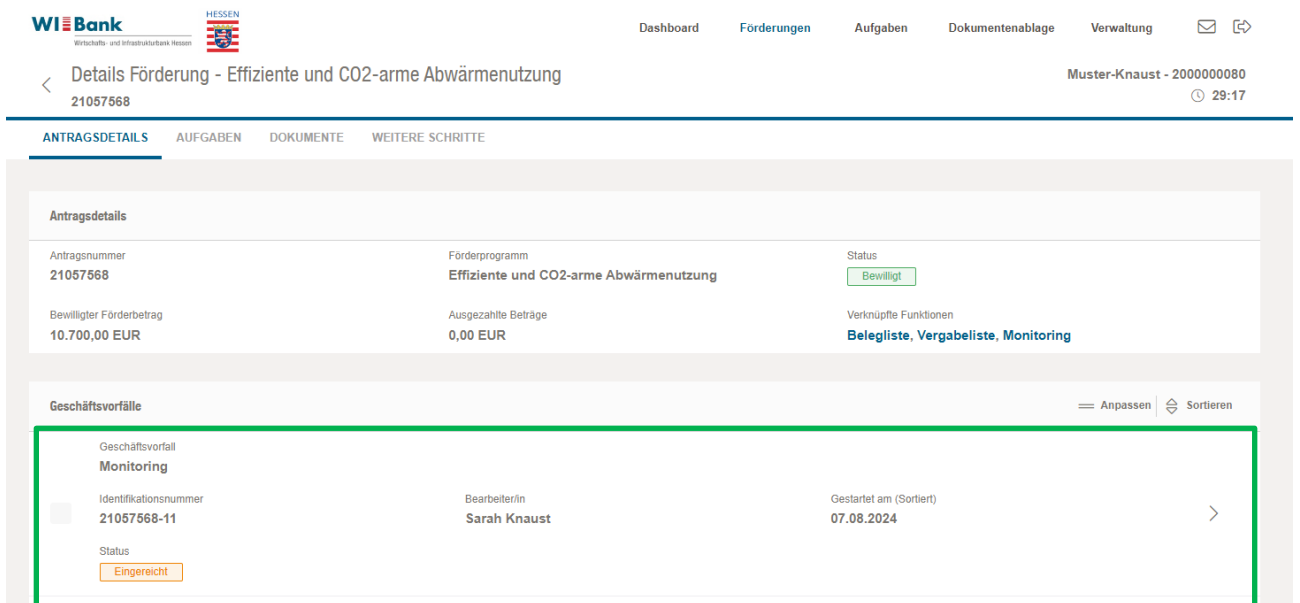 WIBank
Wirtschafts- und Infrastrukturbank Hessen
HESSEN
Dashboard Förderungen Aufgaben Dokumentenablage Verwaltung
Details Förderung - Effiziente und CO2-arme Abwärmenutzung
21057568
Muster-Knaust - 2000000080
29:17
ANTRAGSDETAILS AUFGABEN DOKUMENTE WEITERE SCHRITTE
Antragsdetails
Antragsnummer Förderprogramm Status
21057568 Effiziente und CO2-arme Abwärmenutzung Bewilligt
Bewilligter Förderbetrag Ausgezahlte Beträge Verknüpfte Funktionen
10.700,00 EUR 0,00 EUR Belegliste, Vergabeliste, Monitoring
Geschäftsvorfälle Anpassen Sortieren
Geschäftsvorfall
Monitoring
Identifikationsnummer Bearbeiter/in Gestartet am (Sortiert)
21057568-11 Sarah Knaust 07.08.2024
Status
Eingereicht